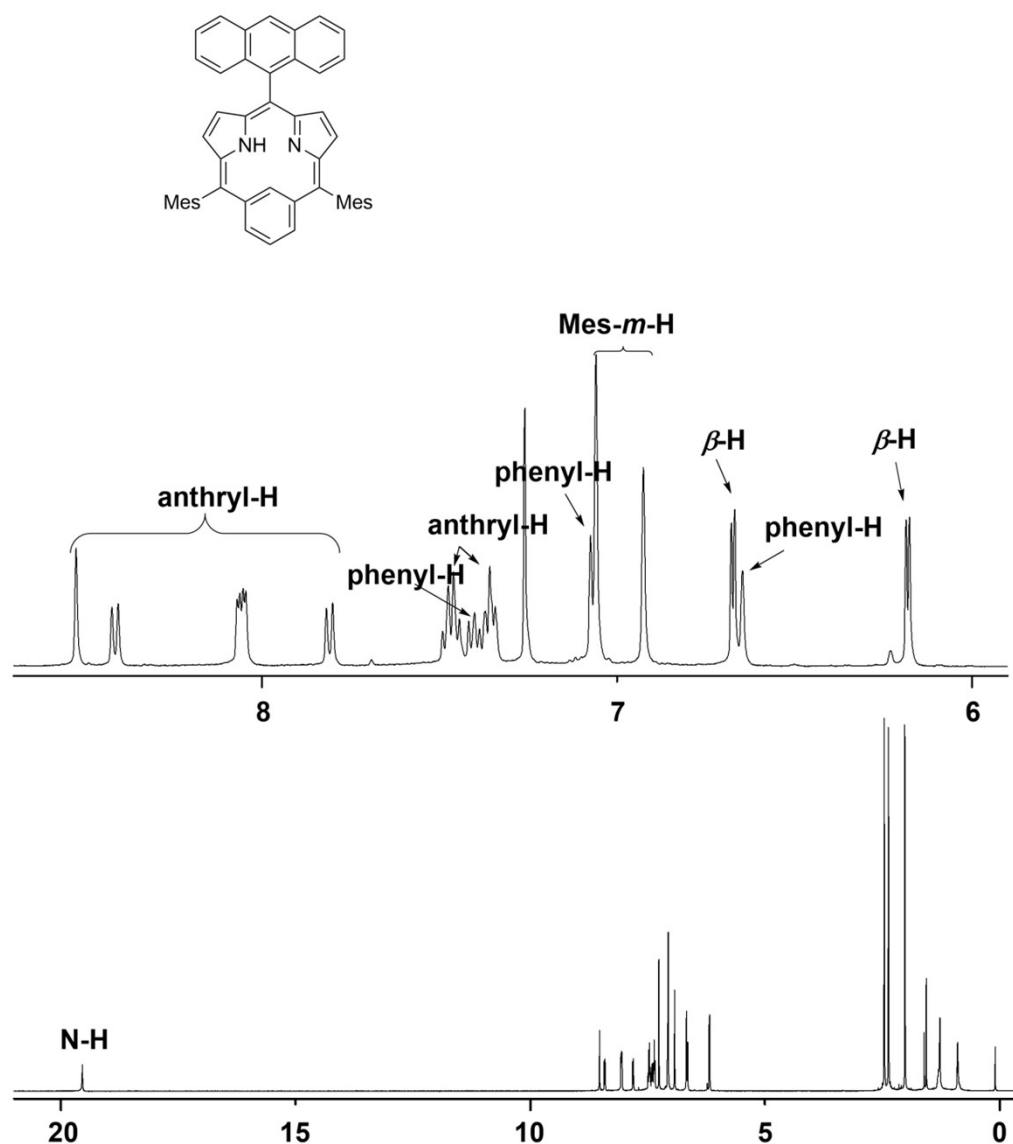 NH N
Mes Mes
Mes-m-H
β-H
β-H
phenyl-H
anthryl-H
anthryl-H
phenyl-H
phenyl-H
8 7 6
N-H
20 15 10 5 0